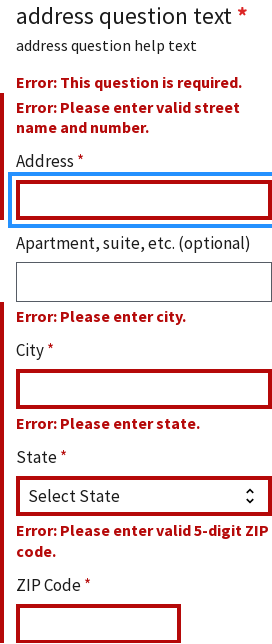 address question text *
address question help text
Error: This question is required.
Error: Please enter valid street
name and number.
Address *
Apartment, suite, etc. (optional)
Error: Please enter city.
City *
Error: Please enter state.
State *
Select State
Error: Please enter valid 5-digit ZIP
code.
ZIP Code *